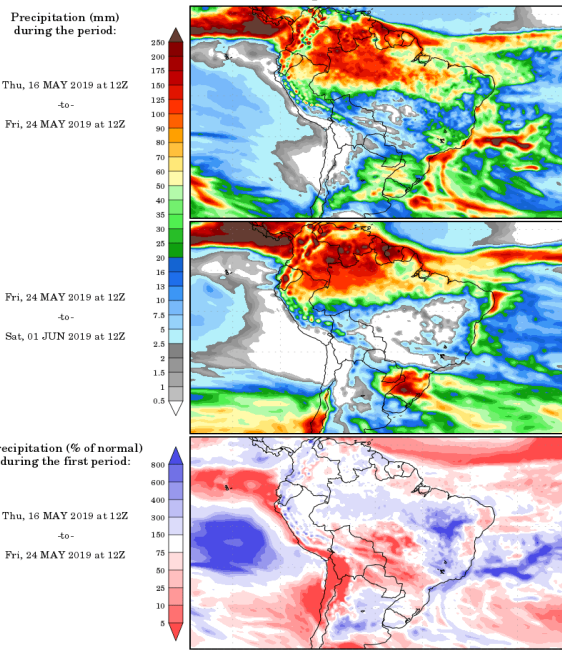 Precipitation (mm)
during the period:
Thu, 16 MAY 2019 at 12Z
-to-
Fri, 24 MAY 2019 at 12Z
250
200
175
150
125
100
90
80
70
60
50
40
35
30
25
20
16
13
10
7.5
5
2.5
2
1.5
1
0.5
Fri, 24 MAY 2019 at 12Z
-to-
Sat, 01 JUN 2019 at 12Z
recipitation (% of normal)
during the first period:
Thu, 16 MAY 2019 at 12Z
-to-
Fri, 24 MAY 2019 at 12Z
800
600
400
300
150
75
50
25
10
5